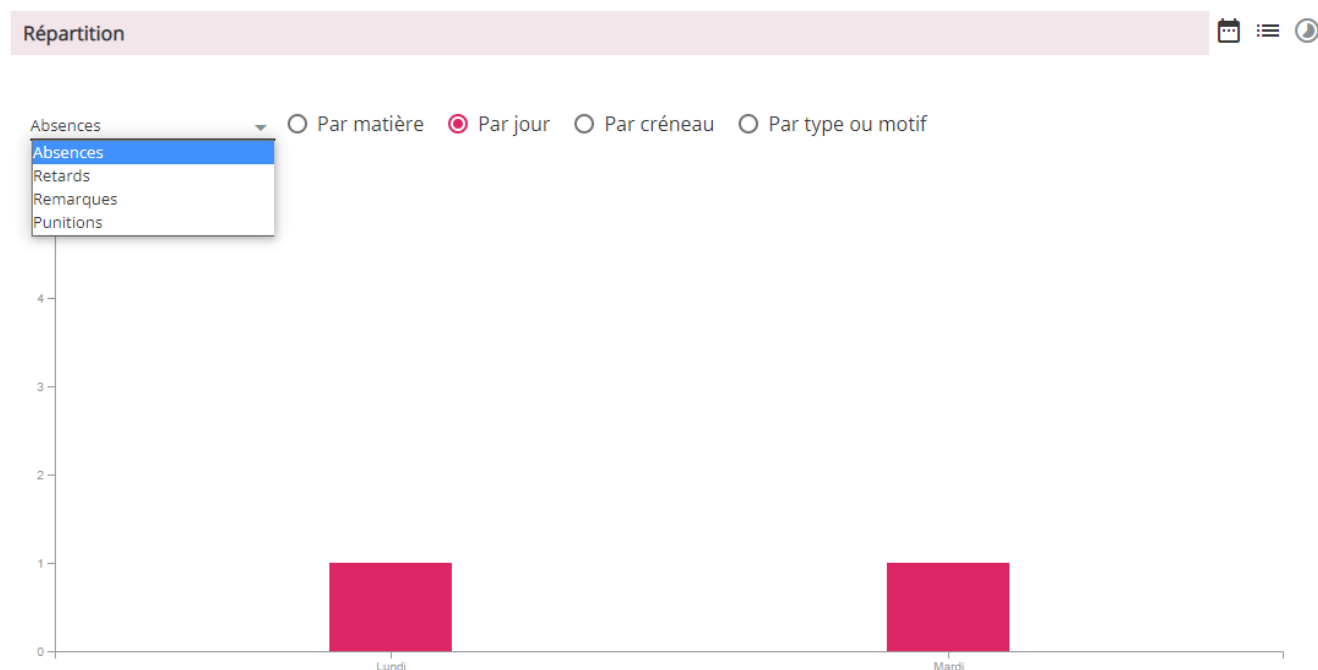 Répartition
Absences Par matière Par jour Par créneau Par type ou motif
Absences
Retards
Remarques
Punitions
4
3
2
1
0
Lundi Mardi